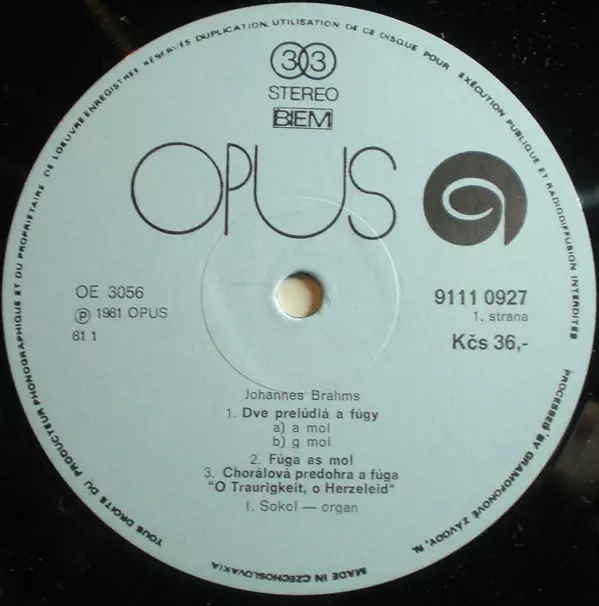 TOUS DROITS DU PRODUCTEUR PHONOGRAPHIQUE ET DU PROPRIETAIRE DE L'OEUVRE ENREGISTRÉE RÉSERVÉS DUPLICATION, UTILISATION DE CE DISQUE POUR EXÉCUTION PUBLIQUE ET RADIODIFFUSION INTERDITES
PROCESSED BY GRAMOFONOVÉ ZÁVODY, N.
MADE IN CZECHOSLOVAKIA
33
STEREO
BIEM
OPUS
OE 3056
℗ 1981 OPUS
81 1
9111 0927
1. strana
Kčs 36,-
Johannes Brahms
1. Dve prelúdiá a fúgy
a) a mol
b) g mol
2. Fúga as mol
3. Chorálová predohra a fúga
"O Traurigkeit, o Herzeleid"
I. Sokol — organ